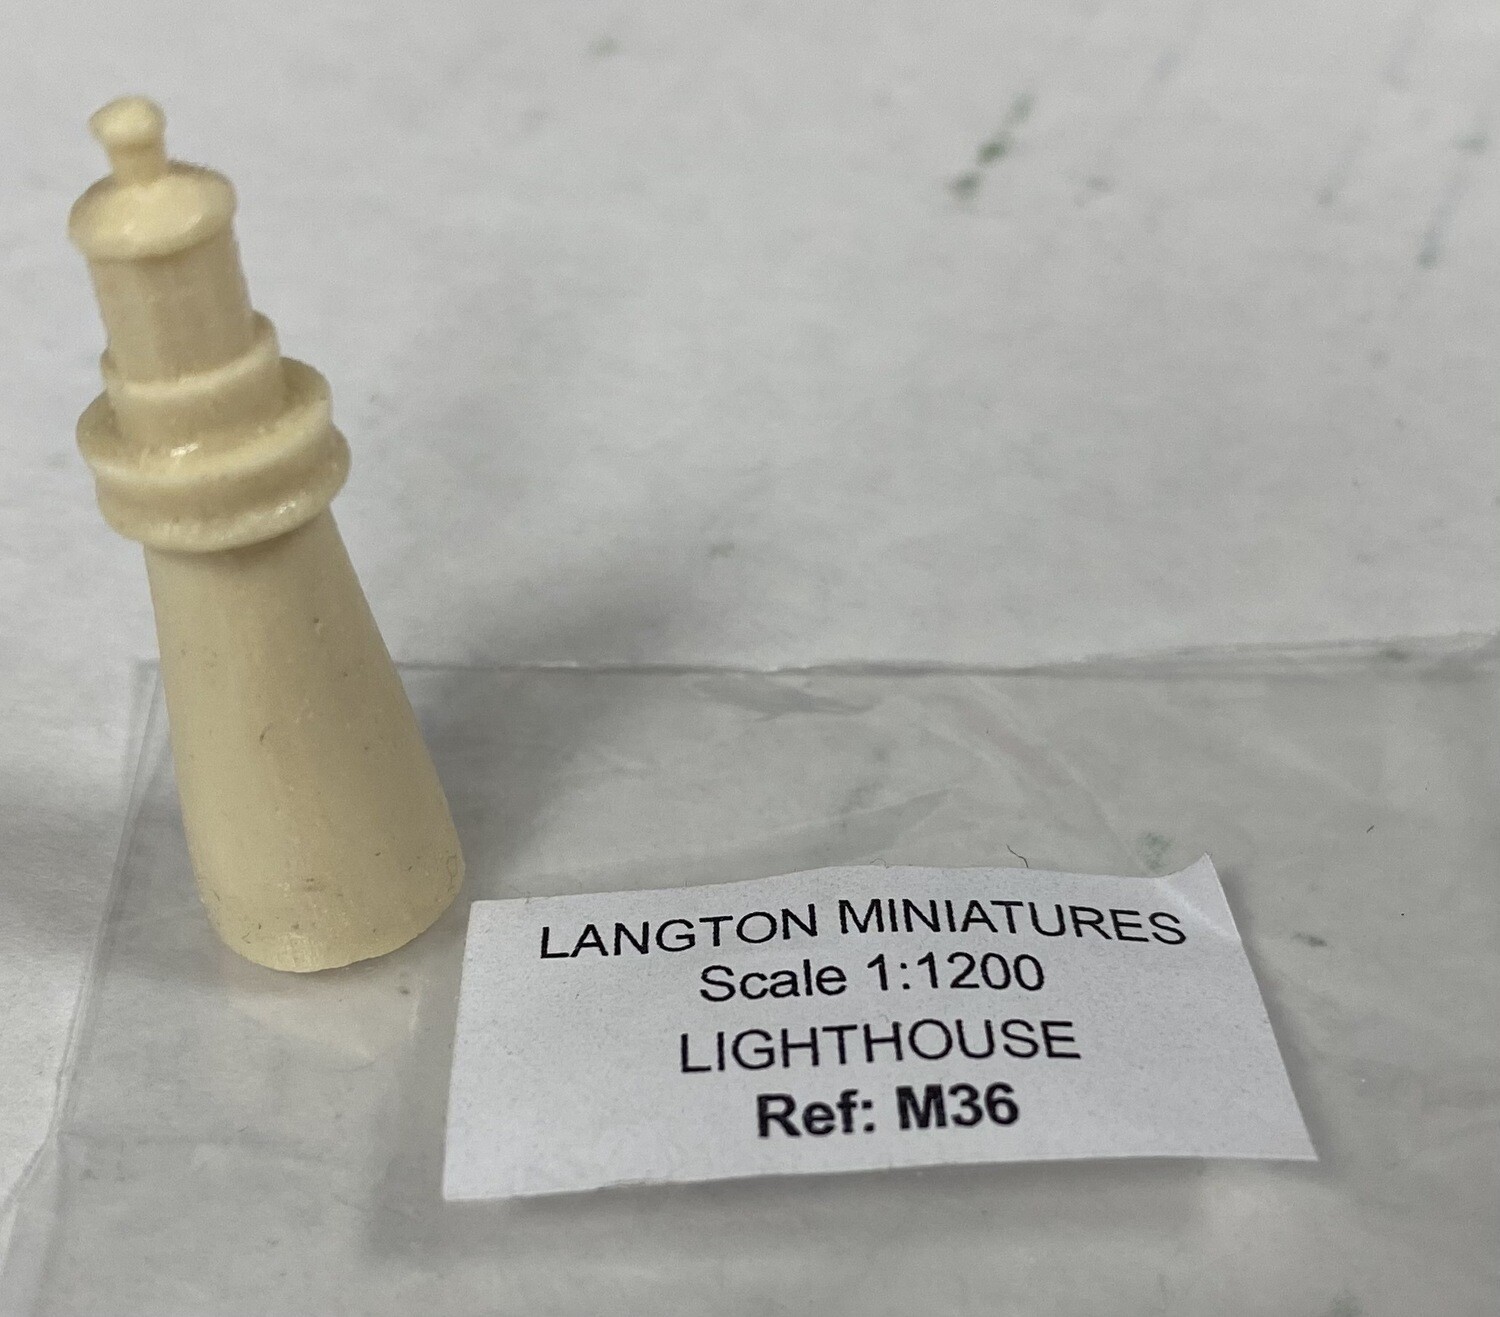 LANGTON MINIATURES
Scale 1:1200
LIGHTHOUSE
Ref: M36